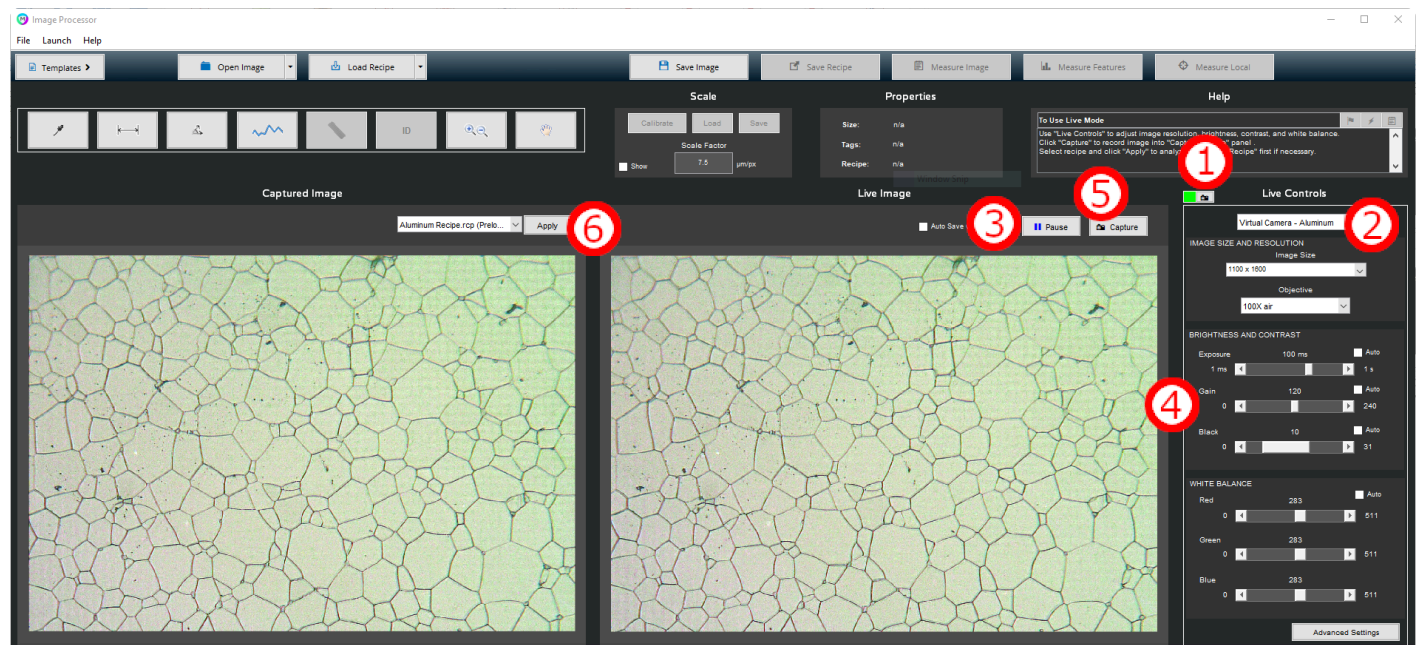 Image Processor
File Launch Help
Templates
Open Image
Load Recipe
Save Image
Save Recipe
Measure Image
Measure Features
Measure Local
Scale
Properties
Help
ID
Calibrate Load Save
Scale Factor
Show 7.5 µm/px
Size: n/a
Tags: n/a
Recipe: n/a
To Use Live Mode
Use "Live Controls" to adjust image resolution, brightness, contrast, and white balance.
Click "Capture" to record image into "Capt panel .
Select recipe and click "Apply" to analy Recipe" first if necessary.
Window Snip
1
Captured Image
Live Image
Live Controls
Aluminum Recipe.rcp (Prelo...
Apply
6
Auto Save
3
Pause
5
Capture
Virtual Camera - Aluminum
2
IMAGE SIZE AND RESOLUTION
Image Size
1100 x 1600
Objective
100X air
BRIGHTNESS AND CONTRAST
Exposure 100 ms Auto
1 ms 1 s
4
Gain 120 Auto
0 240
Black 10 Auto
0 31
WHITE BALANCE
Auto
Red 283
0 511
Green 283
0 511
Blue 283
0 511
Advanced Settings